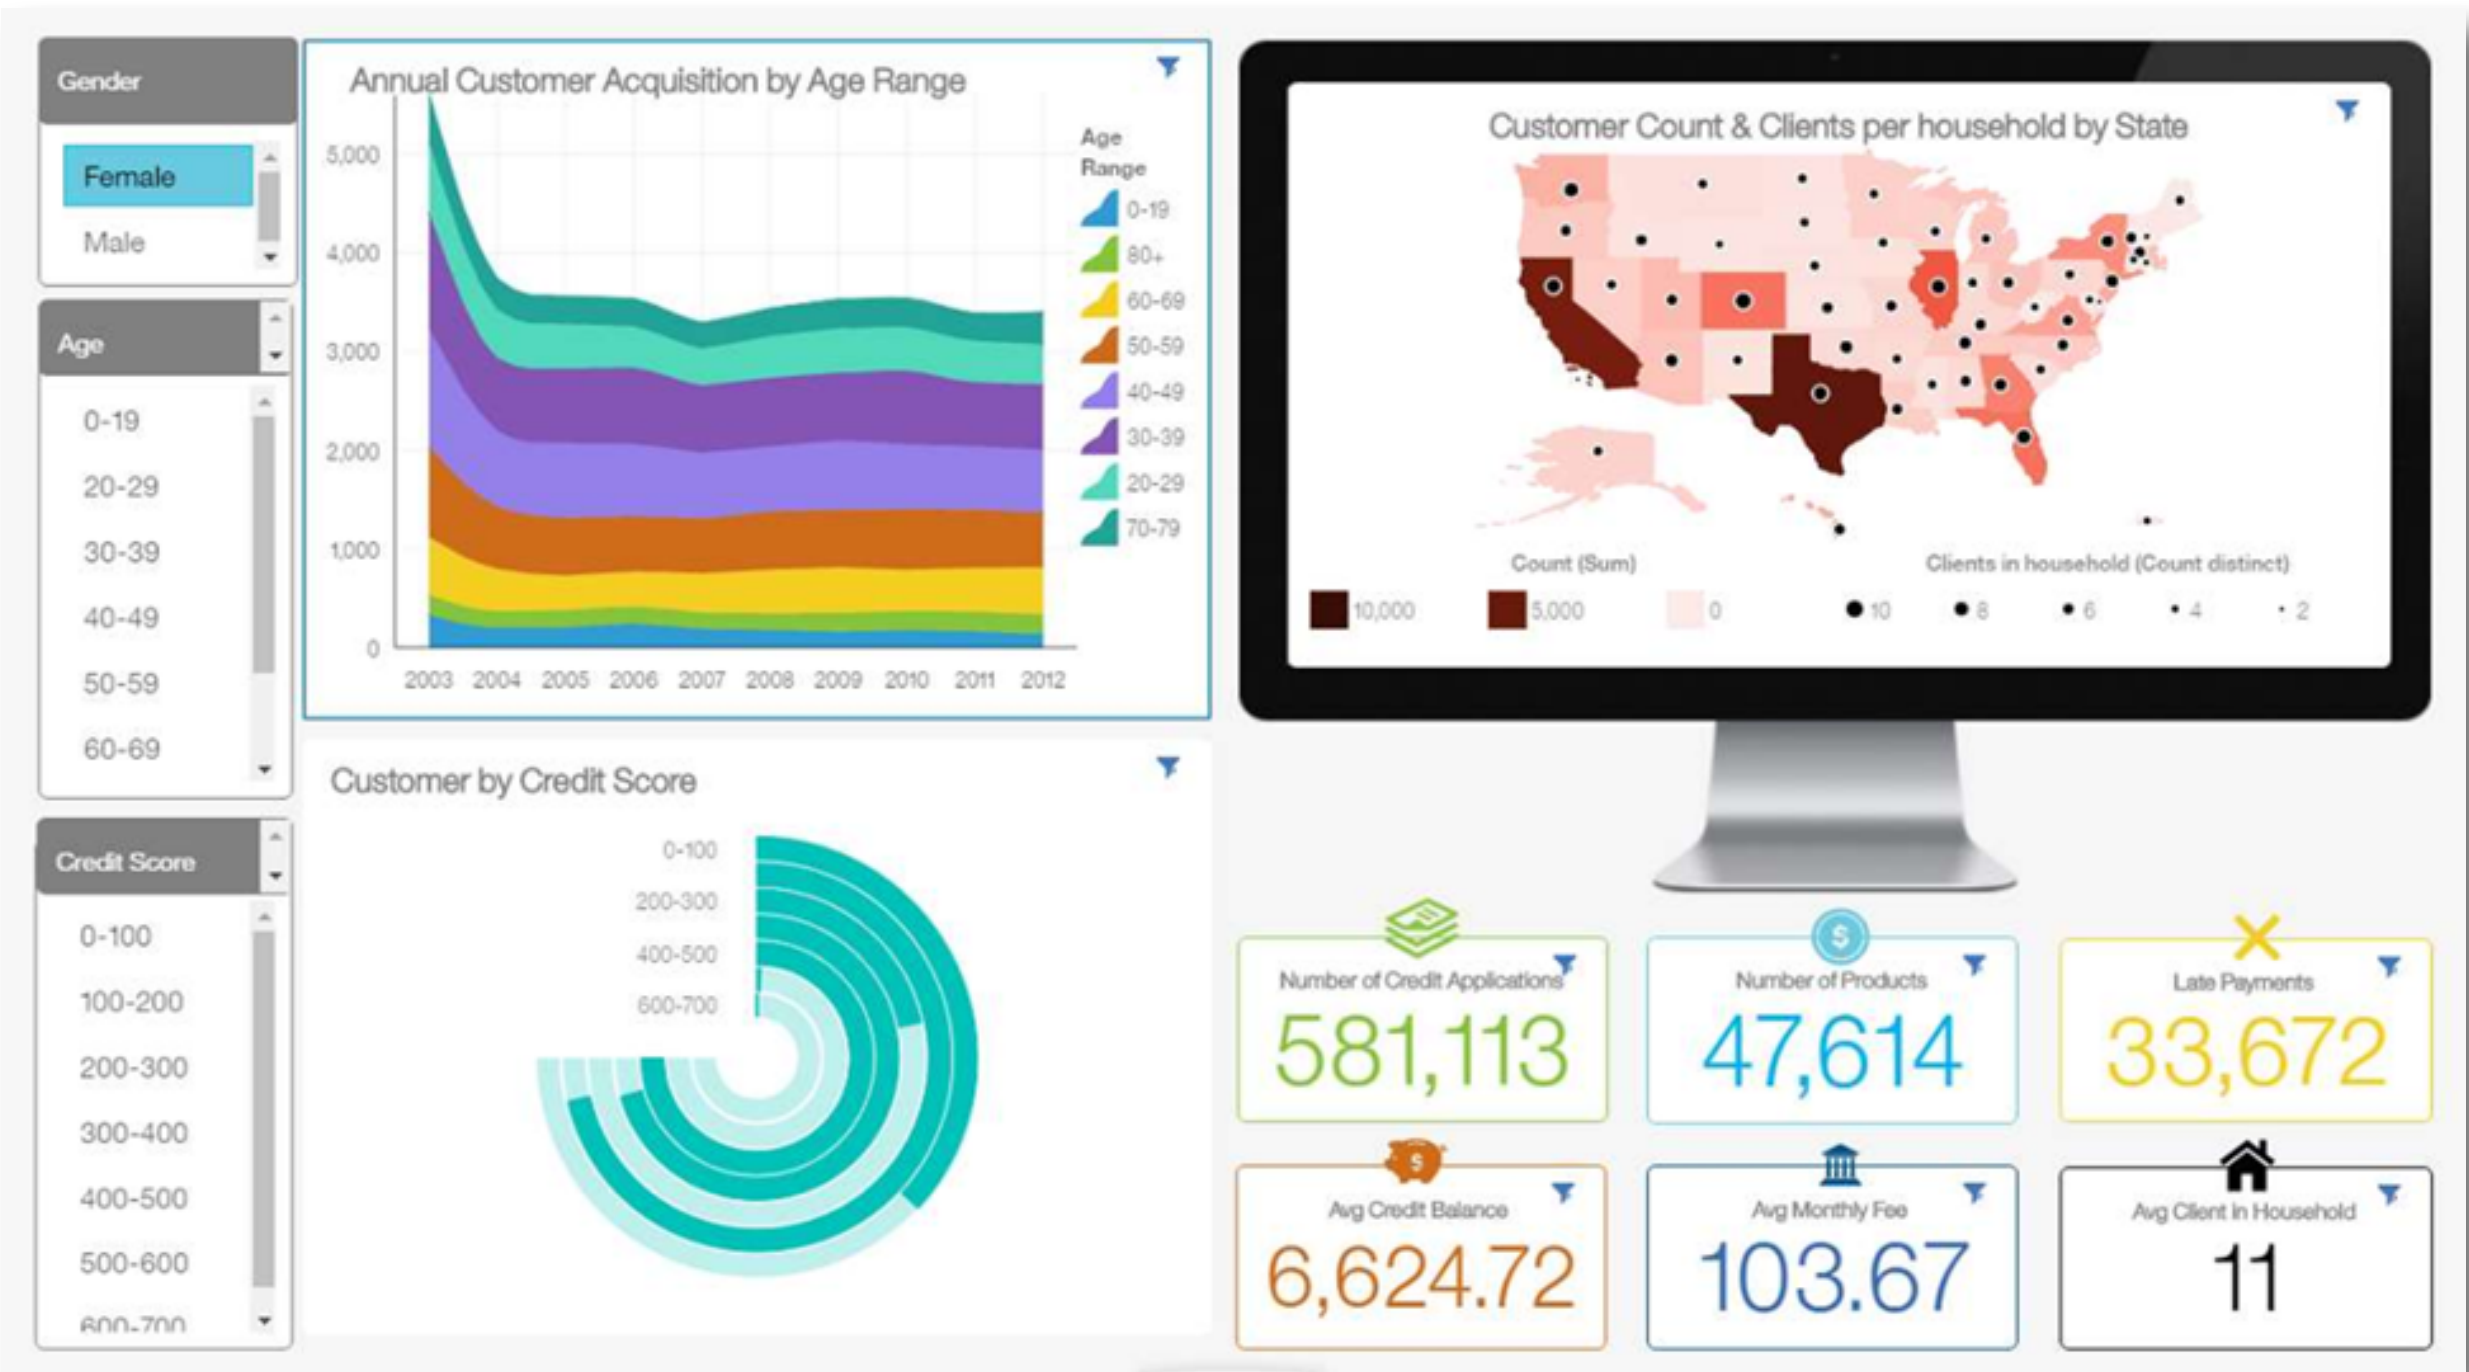 Gender
Female
Male
Age
0-19
20-29
30-39
40-49
50-59
60-69
Credit Score
0-100
100-200
200-300
300-400
400-500
500-600
600-700
Annual Customer Acquisition by Age Range
5,000
4,000
3,000
2,000
1,000
0
2003 2004 2005 2006 2007 2008 2009 2010 2011 2012
Age
Range
0-19
80+
60-69
50-59
40-49
30-39
20-29
70-79
Customer by Credit Score
0-100
200-300
400-500
600-700
Customer Count & Clients per household by State
Count (Sum)
10,000 5,000 0
Clients in household (Count distinct)
10 8 6 4 2
Number of Credit Applications
581,113
Number of Products
47,614
Late Payments
33,672
Avg Credit Balance
6,624.72
Avg Monthly Fee
103.67
Avg Client in Household
11